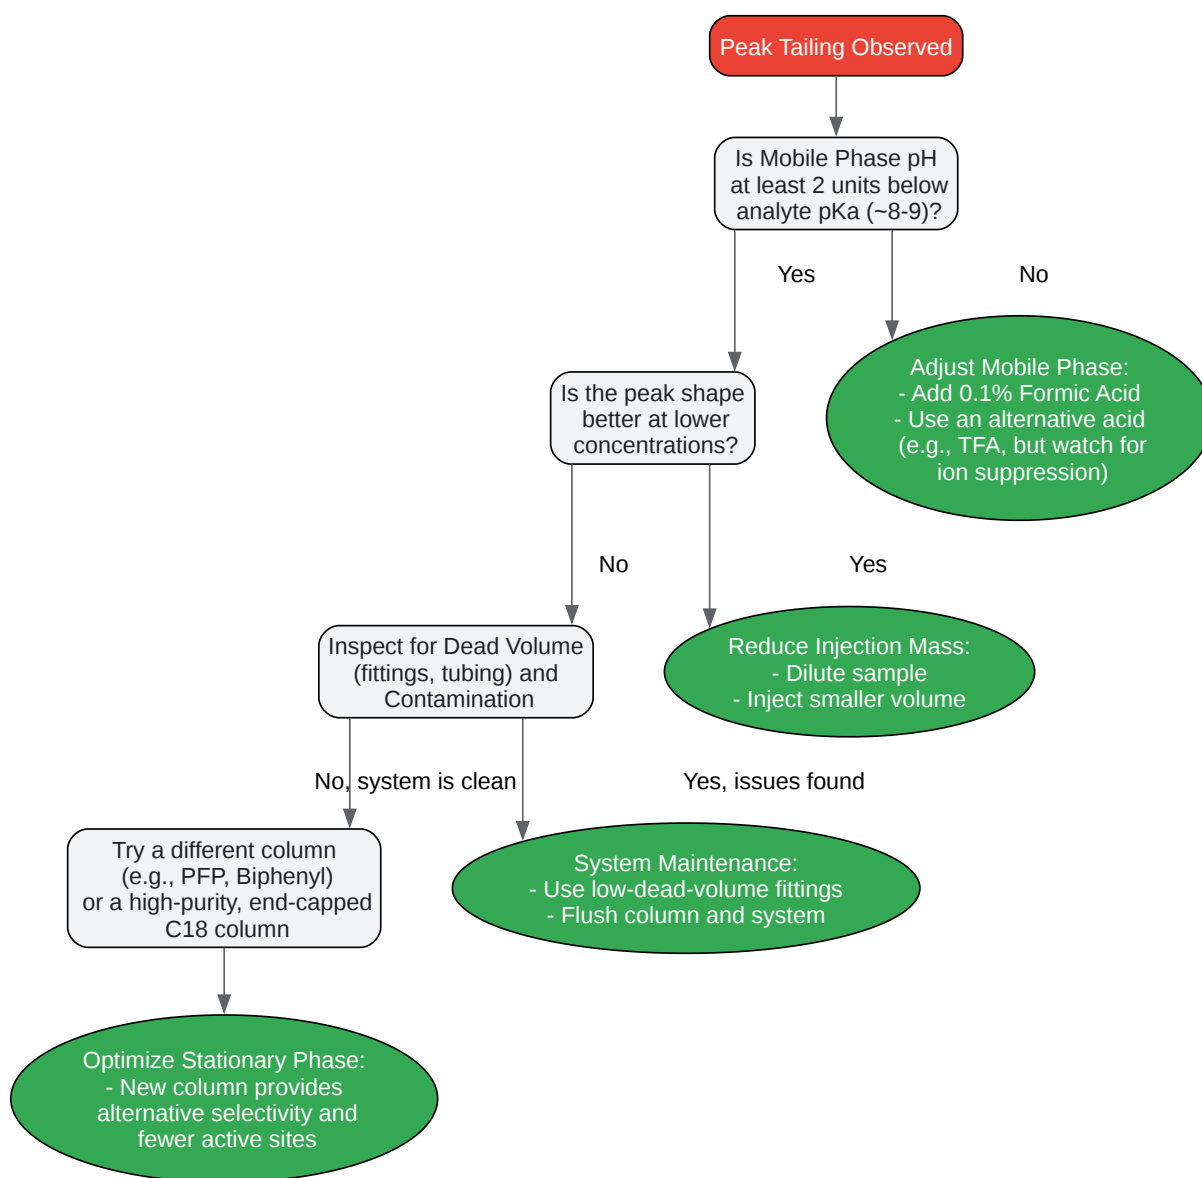 Peak Tailing Observed
Is Mobile Phase pH
at least 2 units below
analyte pKa (~8-9)?
Yes
No
Adjust Mobile Phase:
- Add 0.1% Formic Acid
- Use an alternative acid
(e.g., TFA, but watch for
ion suppression)
Is the peak shape
better at lower
concentrations?
No
Yes
Inspect for Dead Volume
(fittings, tubing) and
Contamination
Reduce Injection Mass:
- Dilute sample
- Inject smaller volume
No, system is clean
Yes, issues found
Try a different column
(e.g., PFP, Biphenyl)
or a high-purity, end-capped
C18 column
System Maintenance:
- Use low-dead-volume fittings
- Flush column and system
Optimize Stationary Phase:
- New column provides
alternative selectivity and
fewer active sites